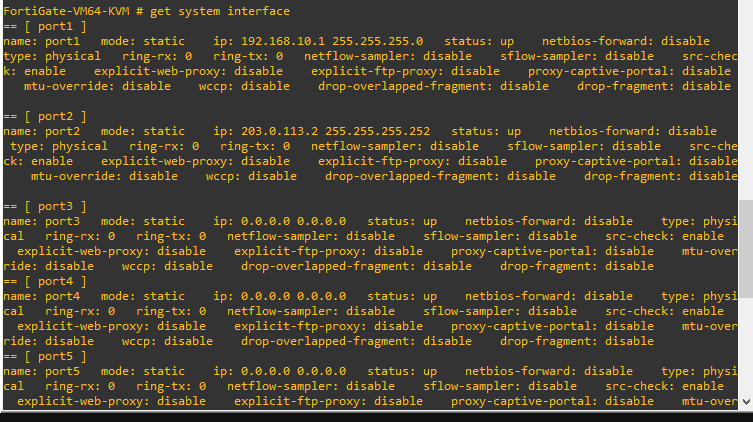 FortiGate-VM64-KVM # get system interface
== [ port1 ]
name: port1   mode: static    ip: 192.168.10.1 255.255.255.0   status: up    netbios-forward: disable
type: physical   ring-rx: 0   ring-tx: 0   netflow-sampler: disable    sflow-sampler: disable    src-chec
k: enable    explicit-web-proxy: disable    explicit-ftp-proxy: disable    proxy-captive-portal: disable
   mtu-override: disable    wccp: disable    drop-overlapped-fragment: disable    drop-fragment: disable
== [ port2 ]
name: port2   mode: static    ip: 203.0.113.2 255.255.255.252   status: up    netbios-forward: disable
 type: physical   ring-rx: 0   ring-tx: 0   netflow-sampler: disable    sflow-sampler: disable    src-che
ck: enable    explicit-web-proxy: disable    explicit-ftp-proxy: disable    proxy-captive-portal: disable
    mtu-override: disable    wccp: disable    drop-overlapped-fragment: disable    drop-fragment: disable
== [ port3 ]
name: port3   mode: static    ip: 0.0.0.0 0.0.0.0   status: up    netbios-forward: disable    type: physi
cal   ring-rx: 0   ring-tx: 0   netflow-sampler: disable    sflow-sampler: disable    src-check: enable
  explicit-web-proxy: disable    explicit-ftp-proxy: disable    proxy-captive-portal: disable    mtu-over
ride: disable    wccp: disable    drop-overlapped-fragment: disable    drop-fragment: disable
== [ port4 ]
name: port4   mode: static    ip: 0.0.0.0 0.0.0.0   status: up    netbios-forward: disable    type: physi
cal   ring-rx: 0   ring-tx: 0   netflow-sampler: disable    sflow-sampler: disable    src-check: enable
  explicit-web-proxy: disable    explicit-ftp-proxy: disable    proxy-captive-portal: disable    mtu-over
ride: disable    wccp: disable    drop-overlapped-fragment: disable    drop-fragment: disable
== [ port5 ]
name: port5   mode: static    ip: 0.0.0.0 0.0.0.0   status: up    netbios-forward: disable    type: physi
cal   ring-rx: 0   ring-tx: 0   netflow-sampler: disable    sflow-sampler: disable    src-check: enable
  explicit-web-proxy: disable    explicit-ftp-proxy: disable    proxy-captive-portal: disable    mtu-over